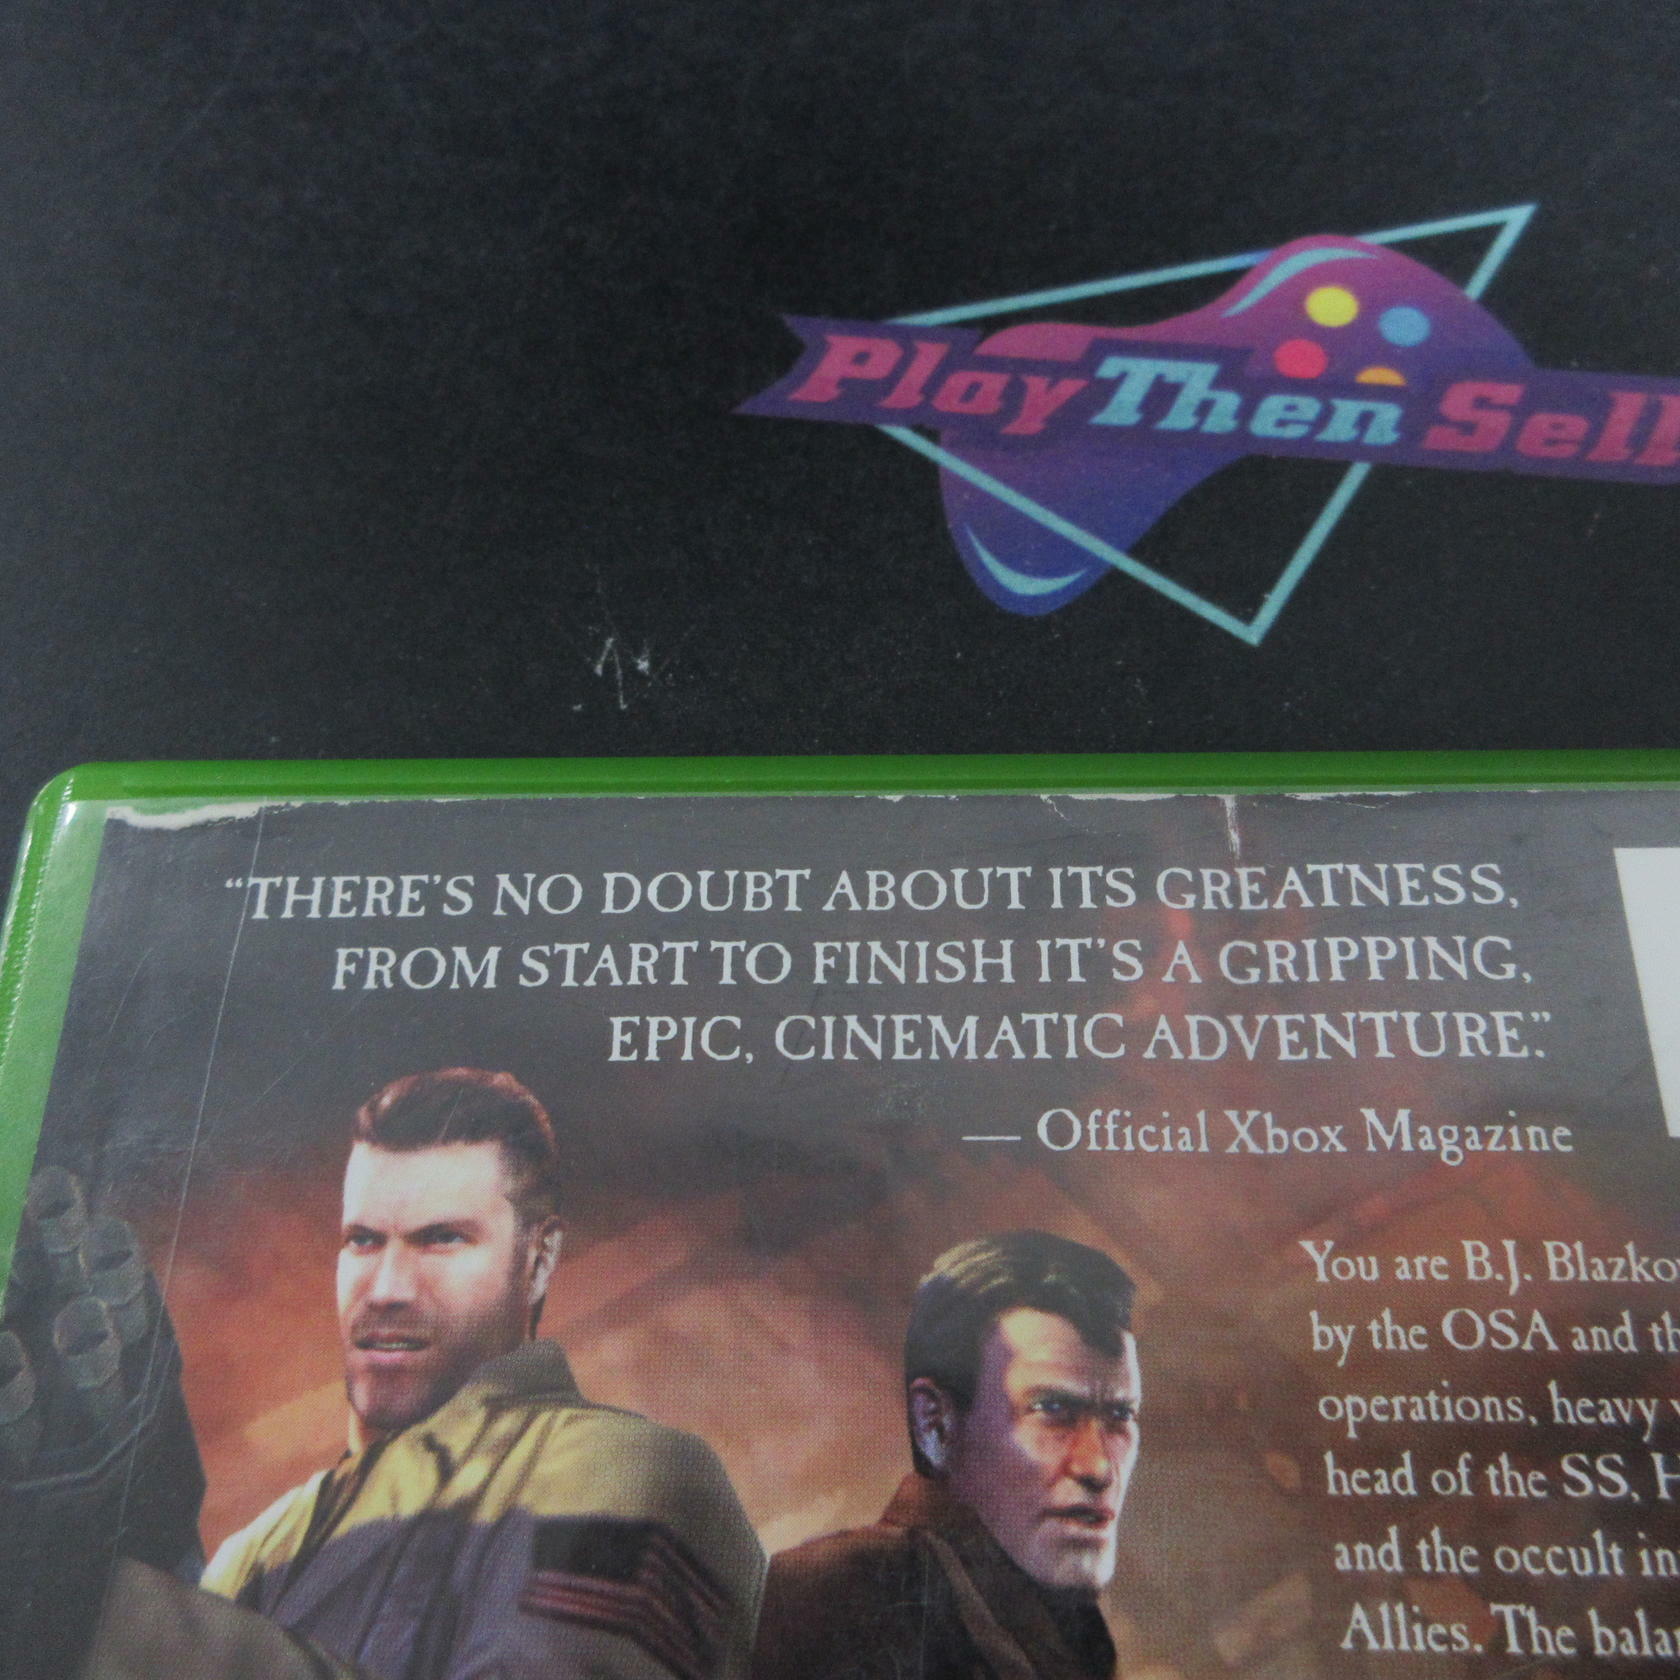 Play Then Sell
“THERE’S NO DOUBT ABOUT ITS GREATNESS,
FROM START TO FINISH IT’S A GRIPPING,
EPIC, CINEMATIC ADVENTURE.”
— Official Xbox Magazine
You are B.J. Blazko
by the OSA and th
operations, heavy
head of the SS, H
and the occult in
Allies. The bala